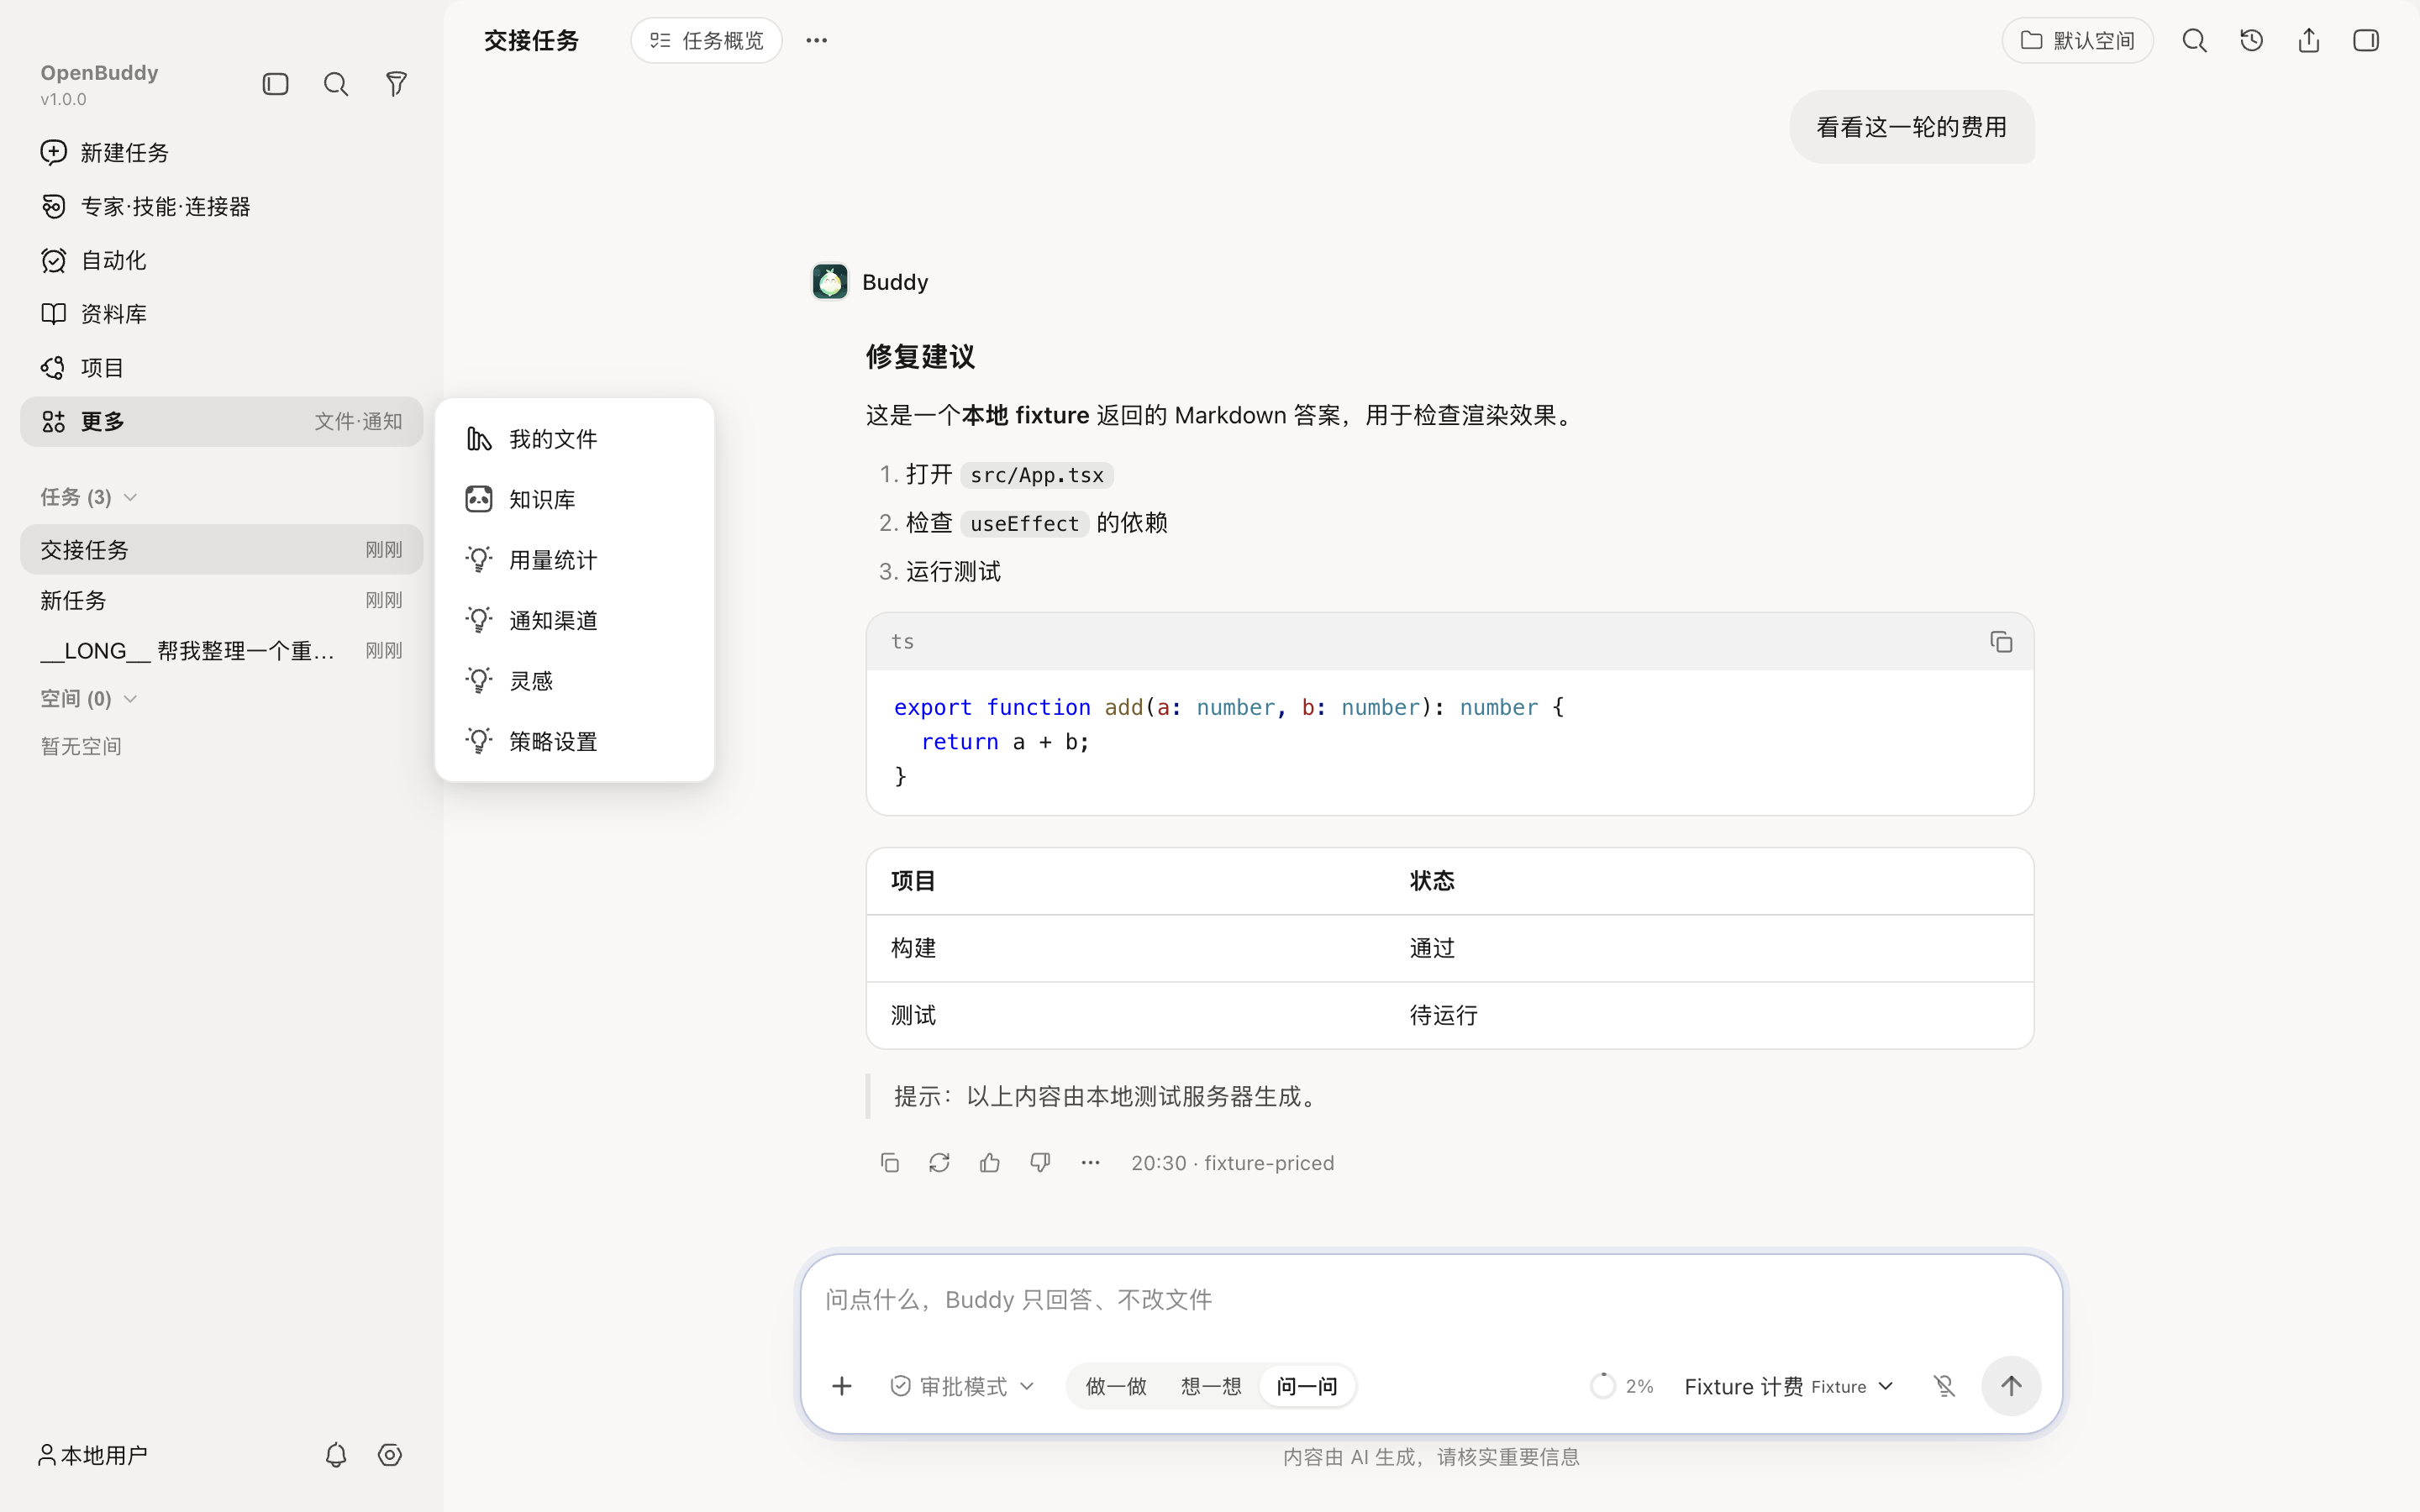 OpenBuddy
v1.0.0
新建任务
专家·技能·连接器
自动化
资料库
项目
更多 文件·通知
任务 (3)
交接任务 刚刚
新任务 刚刚
__LONG__ 帮我整理一个重... 刚刚
空间 (0)
暂无空间
本地用户
我的文件
知识库
用量统计
通知渠道
灵感
策略设置
交接任务 任务概览 默认空间
看看这一轮的费用
Buddy
修复建议
这是一个本地 fixture 返回的 Markdown 答案，用于检查渲染效果。
1. 打开 src/App.tsx
2. 检查 useEffect 的依赖
3. 运行测试
ts
export function add(a: number, b: number): number {
  return a + b;
}
项目 状态
构建 通过
测试 待运行
提示：以上内容由本地测试服务器生成。
20:30 · fixture-priced
问点什么，Buddy 只回答、不改文件
审批模式 做一做 想一想 问一问 2% Fixture 计费 Fixture
内容由 AI 生成，请核实重要信息